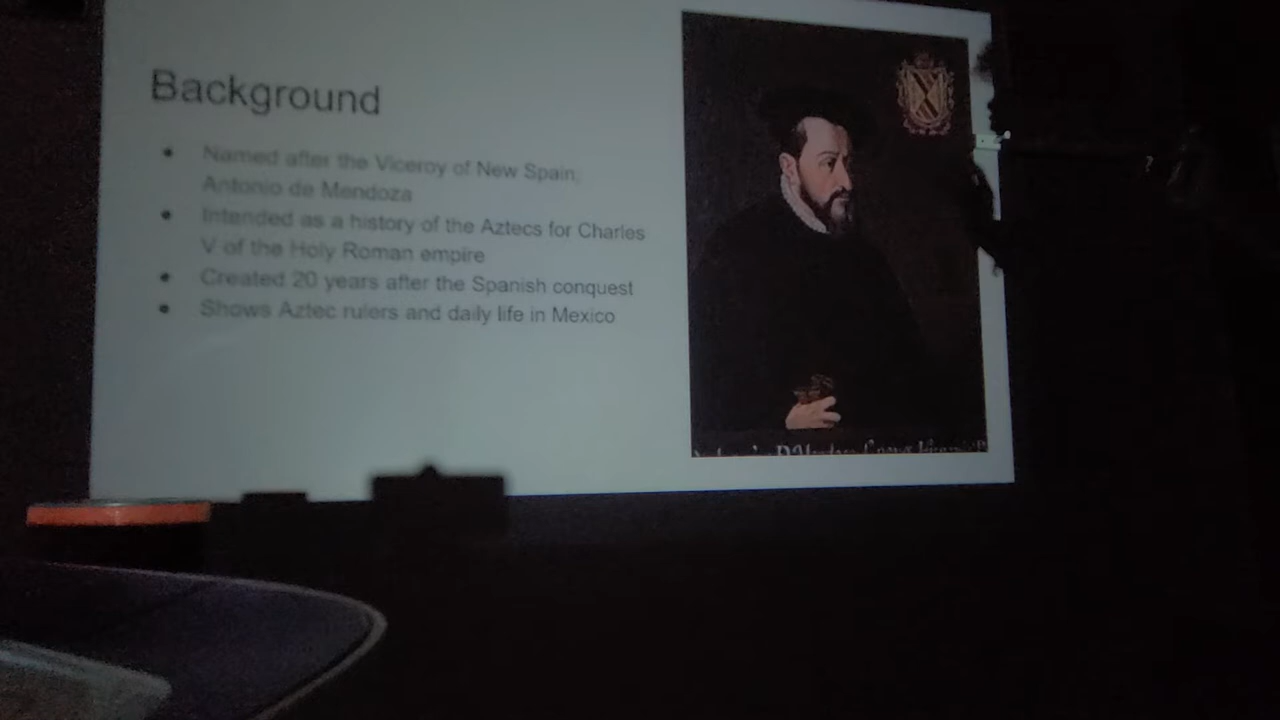 Background
Named after the Viceroy of New Spain,
Antonio de Mendoza
Intended as a history of the Aztecs for Charles
V of the Holy Roman empire
Created 20 years after the Spanish conquest
Shows Aztec rulers and daily life in Mexico